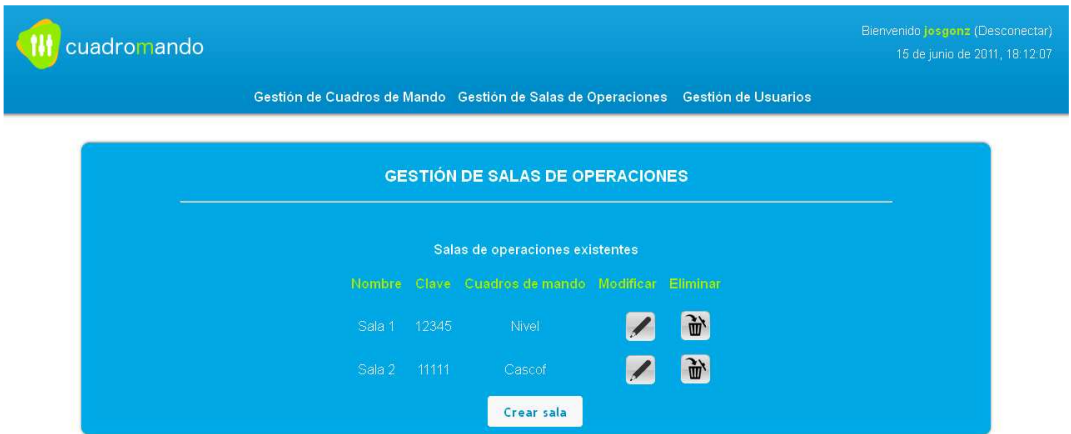 cuadromando
Bienvenido josgonz (Desconectar)
15 de junio de 2011, 18:12:07
Gestión de Cuadros de Mando Gestión de Salas de Operaciones Gestión de Usuarios
GESTIÓN DE SALAS DE OPERACIONES
Salas de operaciones existentes
Nombre Clave Cuadros de mando Modificar Eliminar
Sala 1 12345 Nivel
Sala 2 11111 Cascof
Crear sala